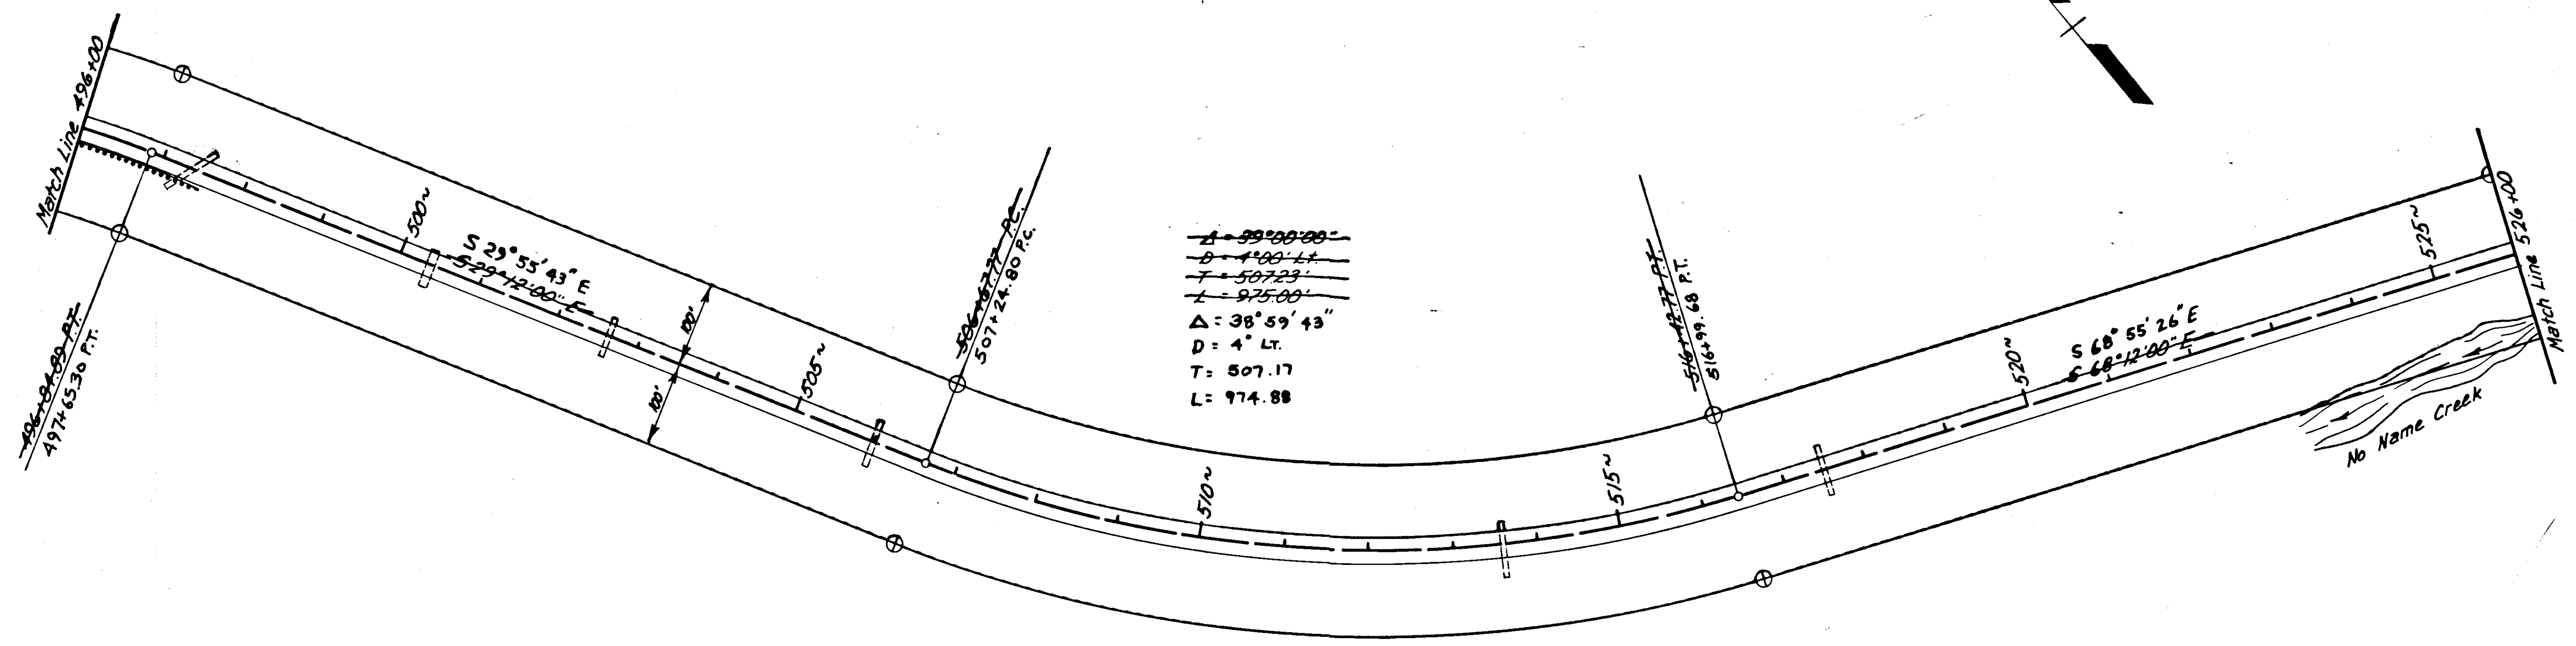 Match Line 496+00
496+84.89 P.T.
497+65.30 P.T.
500~
S 29° 55' 43" E
S 29° 12' 00" E
100'
100'
505~
506+67.77 P.C.
507+24.80 P.C.
Δ = 39°00'00"
D = 4°00' Lt.
T = 507.23'
L = 975.00'
Δ = 38° 59' 43"
D = 4° LT.
T = 507.17
L = 974.88
510~
515~
516+42.77 P.T.
516+99.68 P.T.
520~
S 68° 55' 26" E
S 68° 12' 00" E
525~
Match Line 526+00
No Name Creek